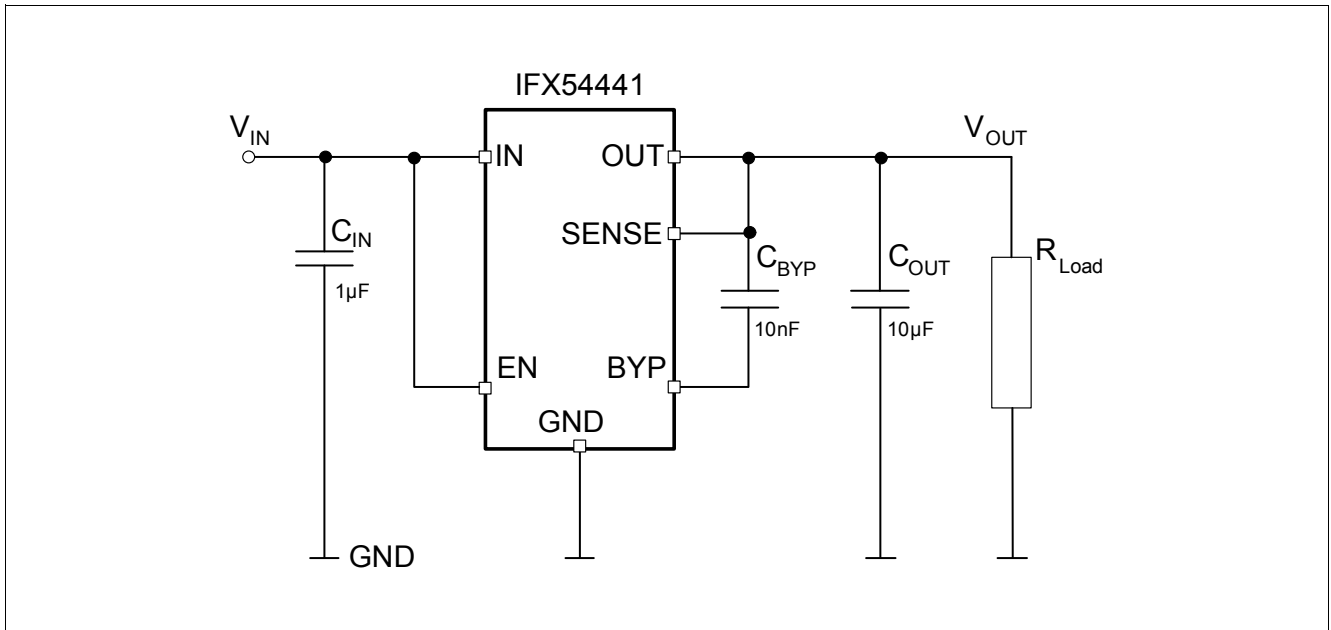 IFX54441
V_IN
V_OUT
IN
OUT
SENSE
C_IN
1µF
C_BYP
10nF
C_OUT
10µF
R_Load
EN
BYP
GND
GND